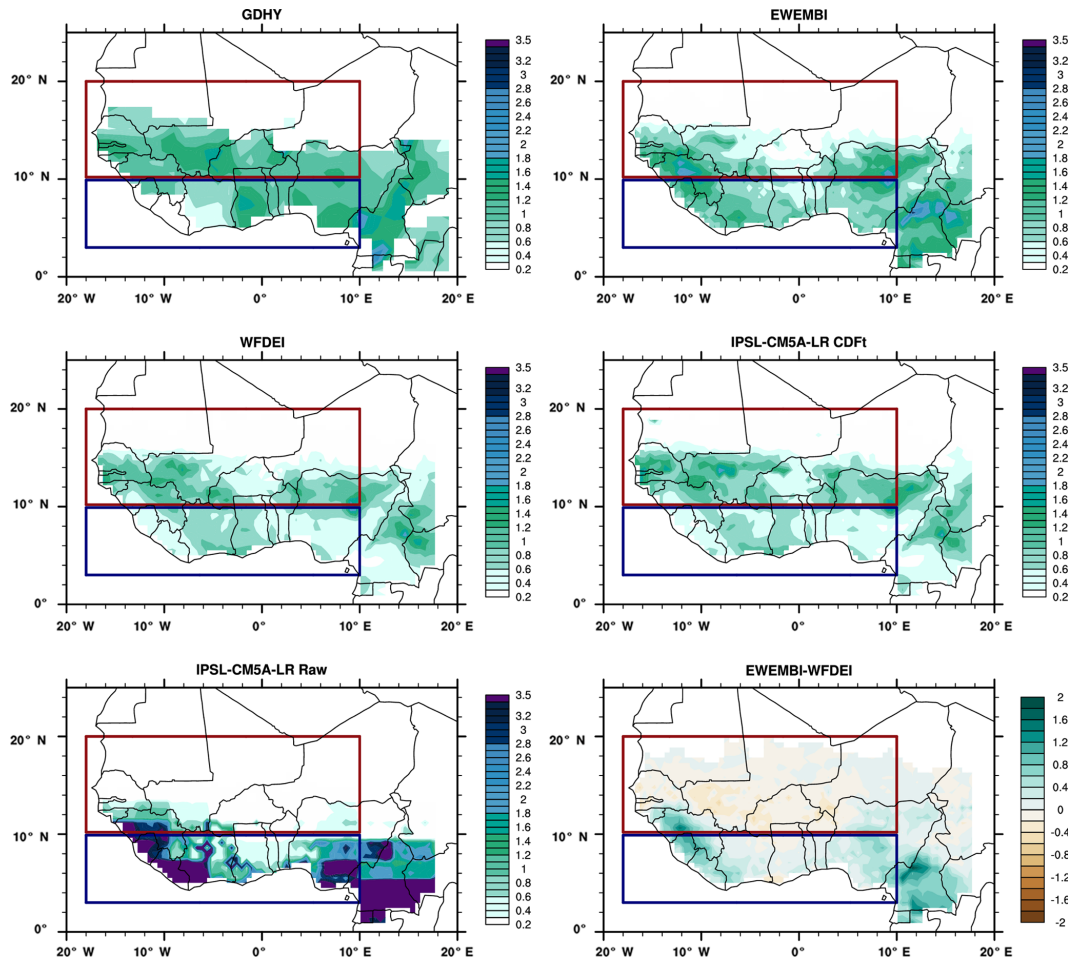 GDHY
20° N
10° N
0°
20° W
10° W
0°
10° E
20° E
3.5
3.2
3
2.8
2.6
2.4
2.2
2
1.8
1.6
1.4
1.2
1
0.8
0.6
0.4
0.2
EWEMBI
20° N
10° N
0°
20° W
10° W
0°
10° E
20° E
3.5
3.2
3
2.8
2.6
2.4
2.2
2
1.8
1.6
1.4
1.2
1
0.8
0.6
0.4
0.2
WFDEI
20° N
10° N
0°
20° W
10° W
0°
10° E
20° E
3.5
3.2
3
2.8
2.6
2.4
2.2
2
1.8
1.6
1.4
1.2
1
0.8
0.6
0.4
0.2
IPSL-CM5A-LR CDFt
20° N
10° N
0°
20° W
10° W
0°
10° E
20° E
3.5
3.2
3
2.8
2.6
2.4
2.2
2
1.8
1.6
1.4
1.2
1
0.8
0.6
0.4
0.2
IPSL-CM5A-LR Raw
20° N
10° N
0°
20° W
10° W
0°
10° E
20° E
3.5
3.2
3
2.8
2.6
2.4
2.2
2
1.8
1.6
1.4
1.2
1
0.8
0.6
0.4
0.2
EWEMBI-WFDEI
20° N
10° N
0°
20° W
10° W
0°
10° E
20° E
2
1.6
1.2
0.8
0.4
0
-0.4
-0.8
-1.2
-1.6
-2